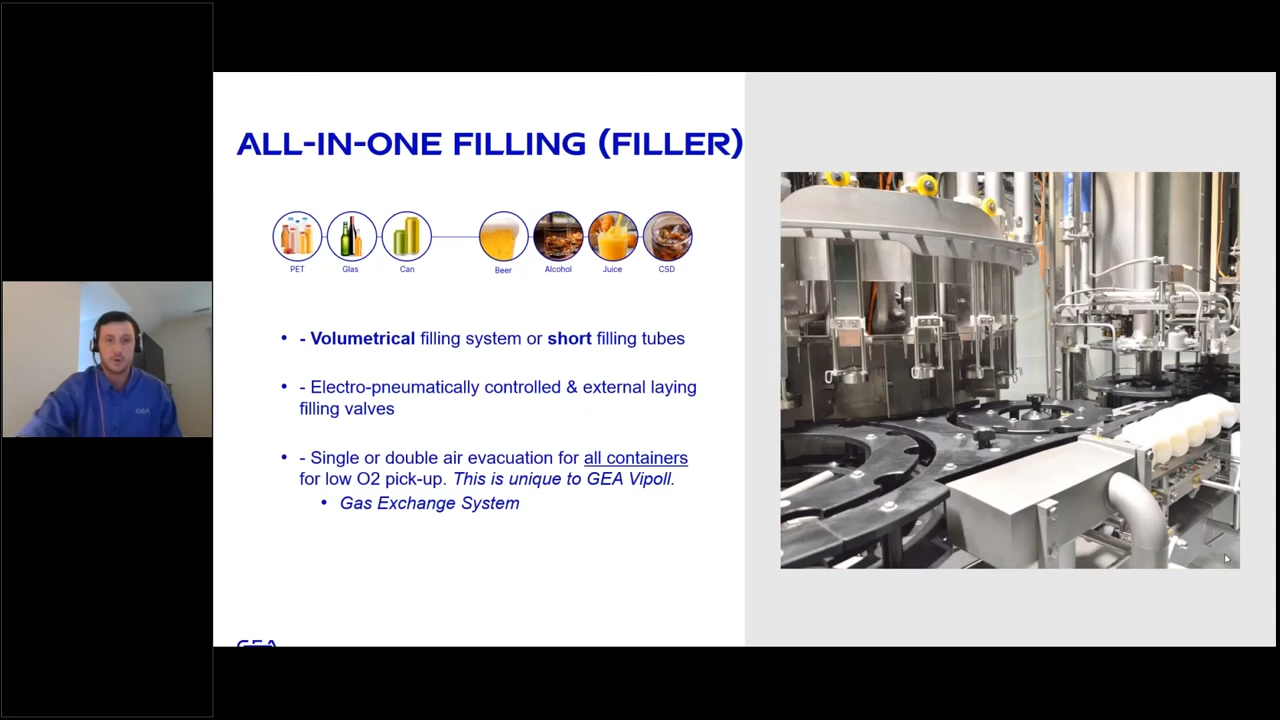 ALL-IN-ONE FILLING (FILLER)
PET Glas Can Beer Alcohol Juice CSD
• - Volumetrical filling system or short filling tubes
• - Electro-pneumatically controlled & external laying
filling valves
• - Single or double air evacuation for all containers
for low O2 pick-up. This is unique to GEA Vipoll.
• Gas Exchange System
GEA
GEA